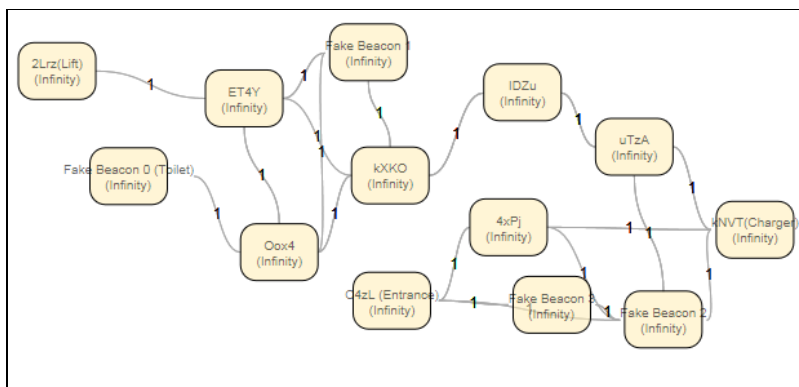 2Lrz(Lift)
(Infinity)
1
ET4Y
(Infinity)
1
Fake Beacon 1
(Infinity)
1
1
1
1
Fake Beacon 0 (Toilet)
(Infinity)
1
Oox4
(Infinity)
1
kXKO
(Infinity)
1
IDZu
(Infinity)
1
uTzA
(Infinity)
1
1
kNVT(Charger)
(Infinity)
4xPj
(Infinity)
1
1
1
1
C4zL (Entrance)
(Infinity)
1
1
Fake Beacon 3
(Infinity)
1
Fake Beacon 2
(Infinity)